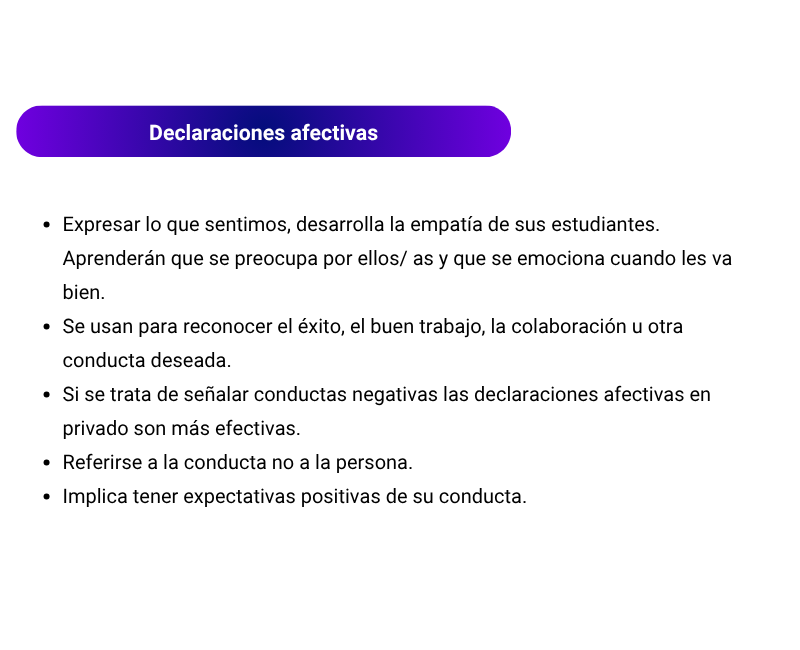 Declaraciones afectivas
• Expresar lo que sentimos, desarrolla la empatía de sus estudiantes.
Aprenderán que se preocupa por ellos/ as y que se emociona cuando les va
bien.
• Se usan para reconocer el éxito, el buen trabajo, la colaboración u otra
conducta deseada.
• Si se trata de señalar conductas negativas las declaraciones afectivas en
privado son más efectivas.
• Referirse a la conducta no a la persona.
• Implica tener expectativas positivas de su conducta.